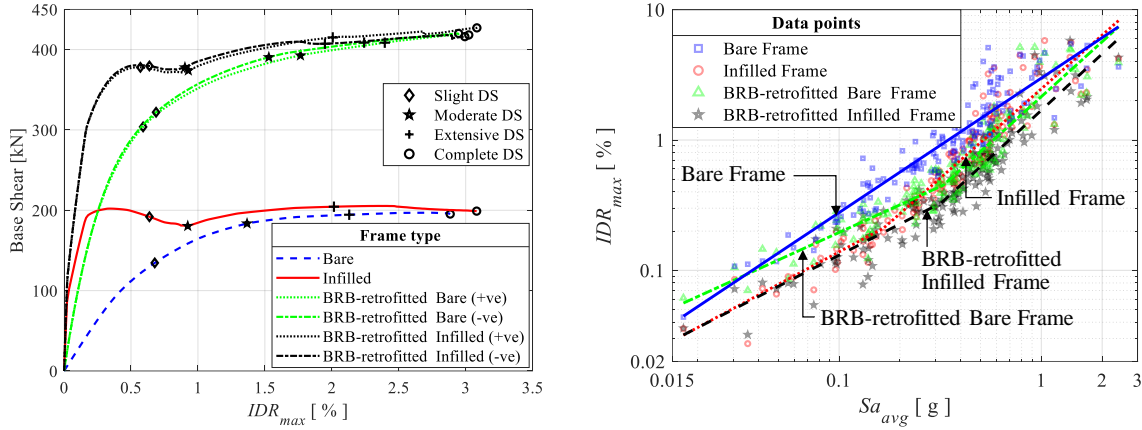 450
400
300
200
100
0
0
0.5
1
1.5
2
2.5
3
3.5
Base Shear [kN]
IDR_max [ % ]
Slight DS
Moderate DS
Extensive DS
Complete DS
Frame type
Bare
Infilled
BRB-retrofitted Bare (+ve)
BRB-retrofitted Bare (-ve)
BRB-retrofitted Infilled (+ve)
BRB-retrofitted Infilled (-ve)
10
1
0.1
0.02
0.015
0.1
1
3
IDR_max [ % ]
Sa_avg [ g ]
Data points
Bare Frame
Infilled Frame
BRB-retrofitted Bare Frame
BRB-retrofitted Infilled Frame
Bare Frame
Infilled Frame
BRB-retrofitted
Infilled Frame
BRB-retrofitted Bare Frame